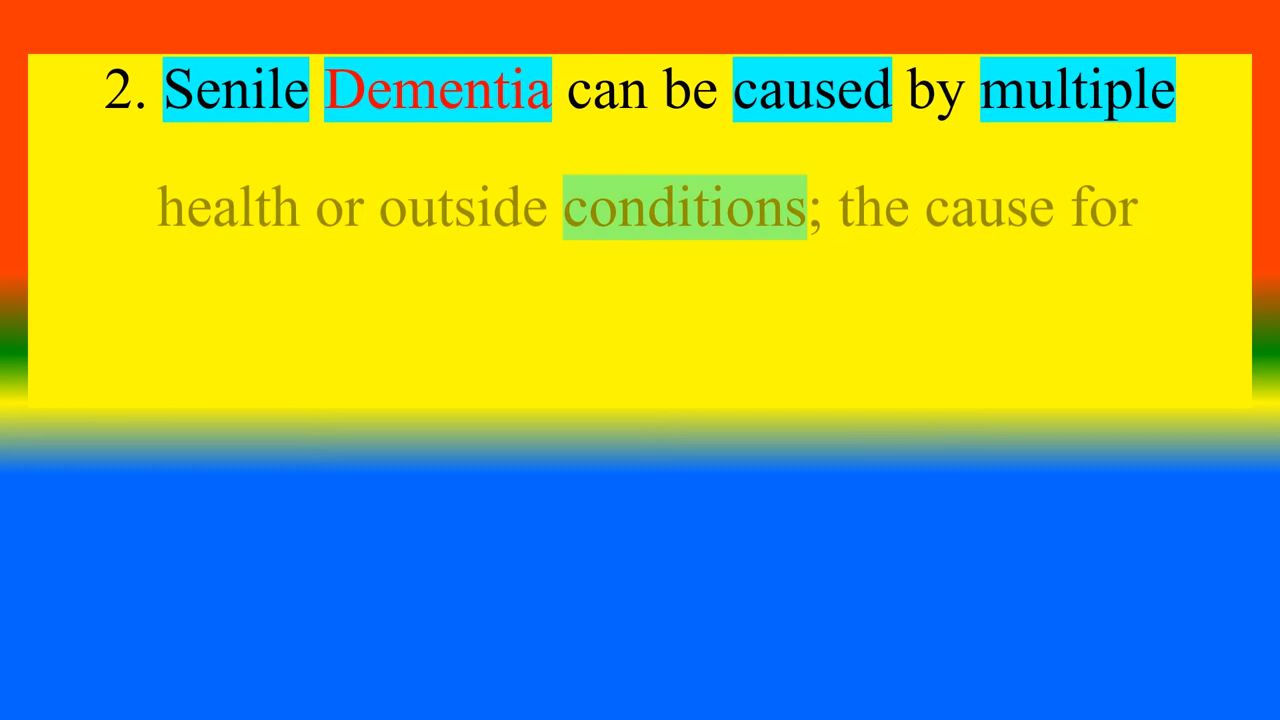 2. Senile Dementia can be caused by multiple
health or outside conditions; the cause for